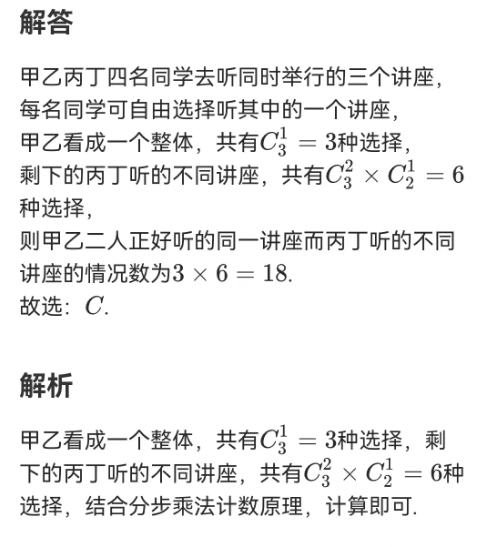 解答
甲乙丙丁四名同学去听同时举行的三个讲座，
每名同学可自由选择听其中的一个讲座，
甲乙看成一个整体，共有$C_3^1 = 3$种选择，
剩下的丙丁听的不同讲座，共有$C_3^2 \times C_2^1 = 6$
种选择，
则甲乙二人正好听的同一讲座而丙丁听的不同
讲座的情况数为$3 \times 6 = 18$.
故选：$C$.
解析
甲乙看成一个整体，共有$C_3^1 = 3$种选择，剩
下的丙丁听的不同讲座，共有$C_3^2 \times C_2^1 = 6$种
选择，结合分步乘法计数原理，计算即可.